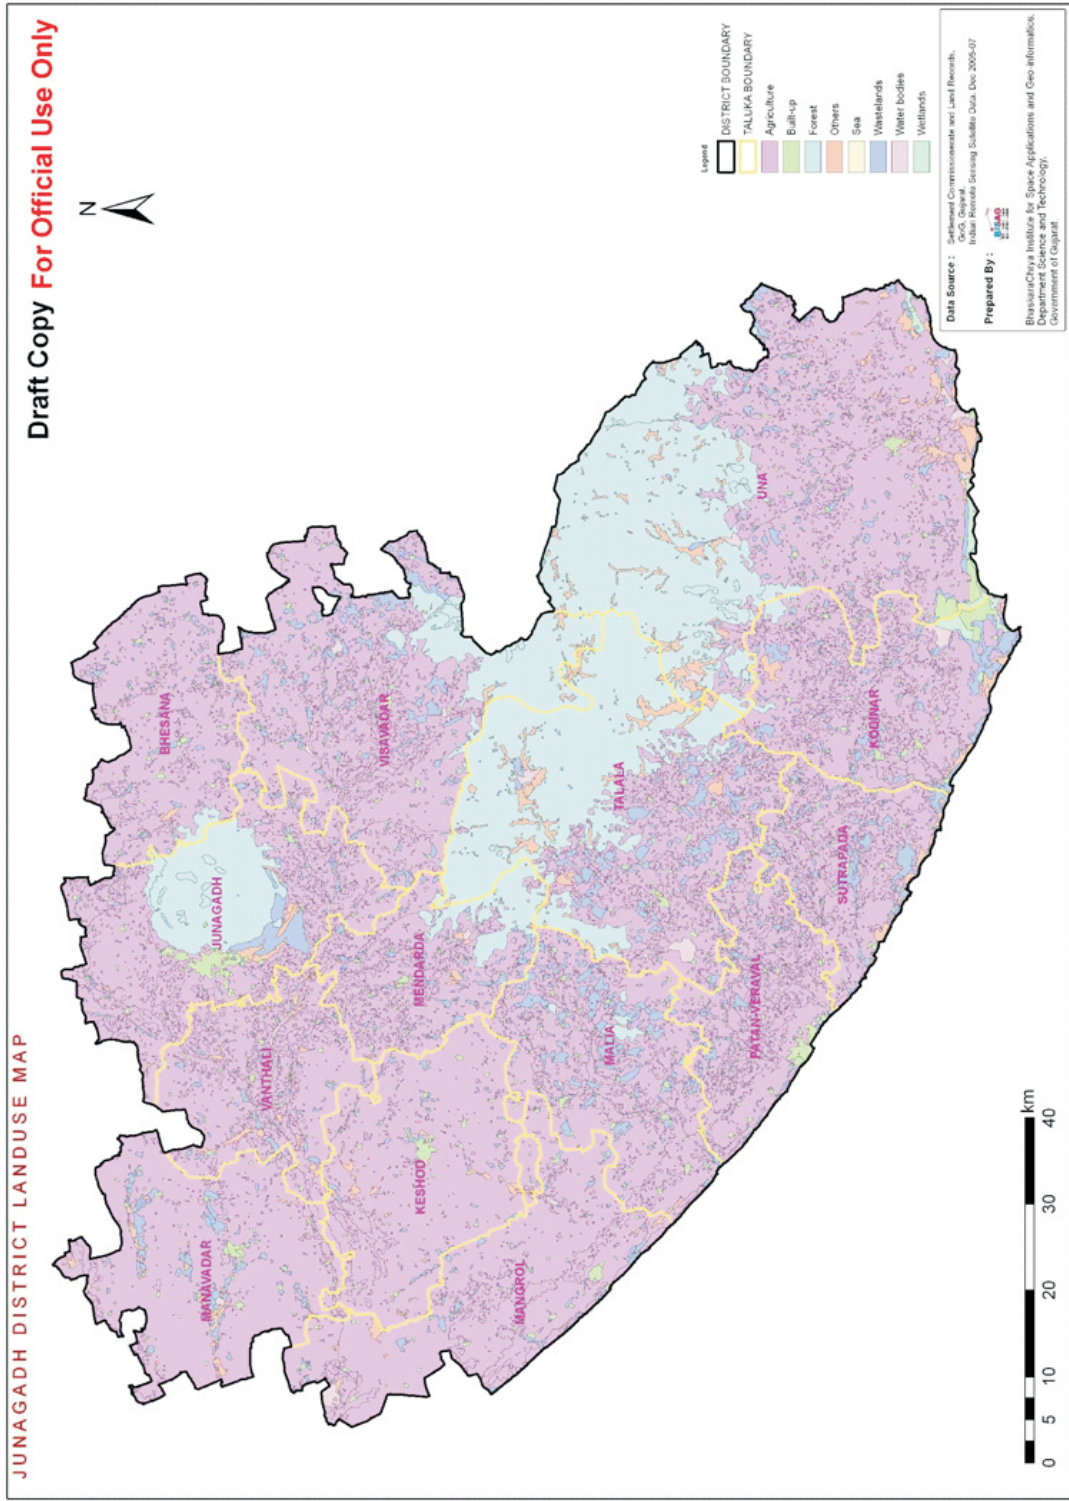 JUNAGADH DISTRICT LANDUSE MAP
Draft Copy For Official Use Only
N
Legend
DISTRICT BOUNDARY
TALUKA BOUNDARY
Agriculture
Built-up
Forest
Others
Sea
Wastelands
Water bodies
Wetlands
BHESANA
JUNAGADH
VISAVADAR
VANTHALI
MENDARDA
MANAVADAR
KESHOD
MANGROL
MALIA
TALALA
PATAN-VERAVAL
SUTRAPADA
KODINAR
UNA
0 5 10 20 30 40 km
Data Source : Settlement Commissionerate and Land Records,
GoG, Gujarat.
Indian Remote Sensing Satellite Data, Dec 2005-07
Prepared By :
BISAG
BhaskaraCharya Institute for Space Applications and Geo-informatics,
Department Science and Technology,
Government of Gujarat.